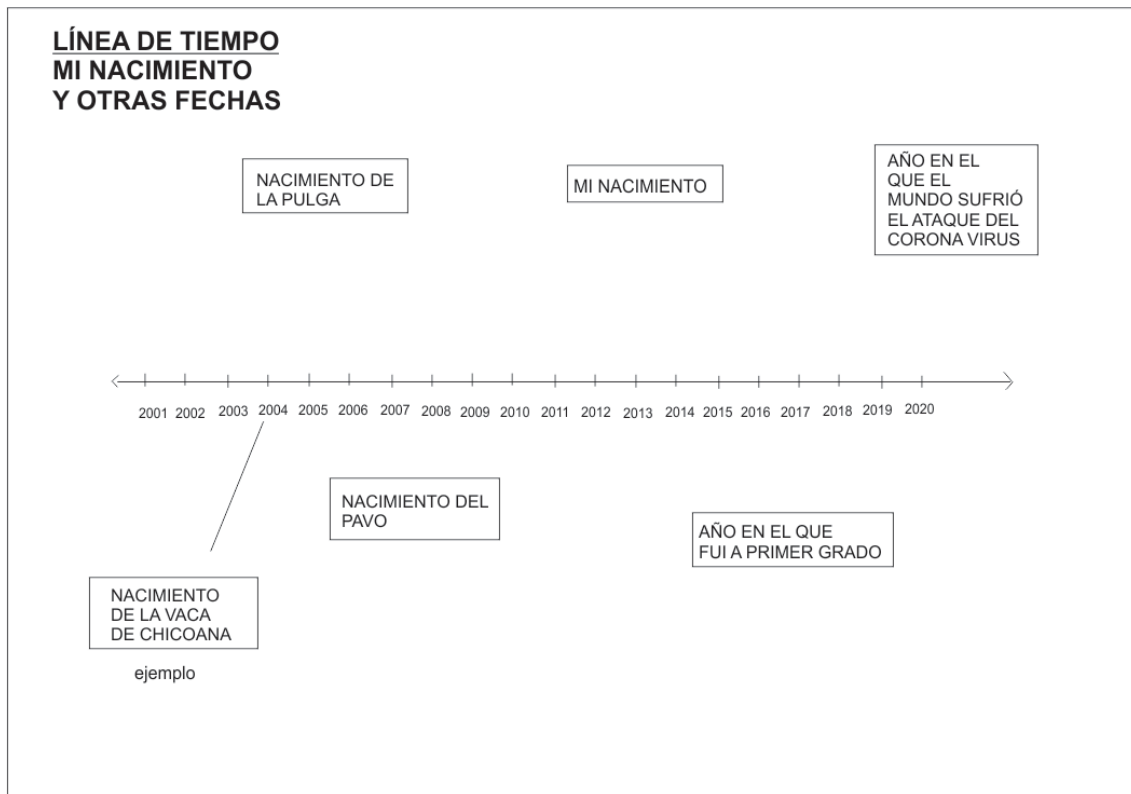 LÍNEA DE TIEMPO
MI NACIMIENTO
Y OTRAS FECHAS
NACIMIENTO DE
LA PULGA
MI NACIMIENTO
AÑO EN EL
QUE EL
MUNDO SUFRIÓ
EL ATAQUE DEL
CORONA VIRUS
2001 2002 2003 2004 2005 2006 2007 2008 2009 2010 2011 2012 2013 2014 2015 2016 2017 2018 2019 2020
NACIMIENTO DEL
PAVO
AÑO EN EL QUE
FUI A PRIMER GRADO
NACIMIENTO
DE LA VACA
DE CHICOANA
ejemplo